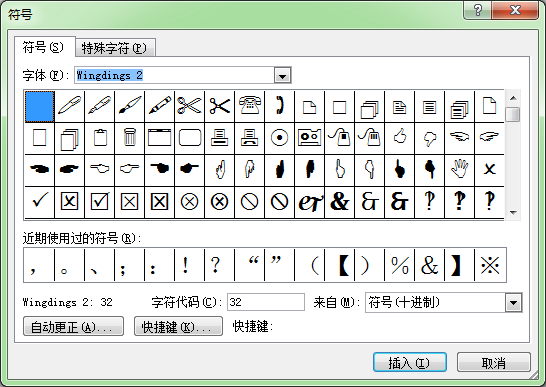 符号
符号(S) 特殊字符(P)
字体(F): Wingdings 2
近期使用过的符号(R):
， 。 、 ； ： ！ ？ “ ” （ 【 ） % & 】 ※
Wingdings 2: 32 字符代码(C): 32 来自(M): 符号(十进制)
自动更正(A)... 快捷键(K)... 快捷键:
插入(I) 取消